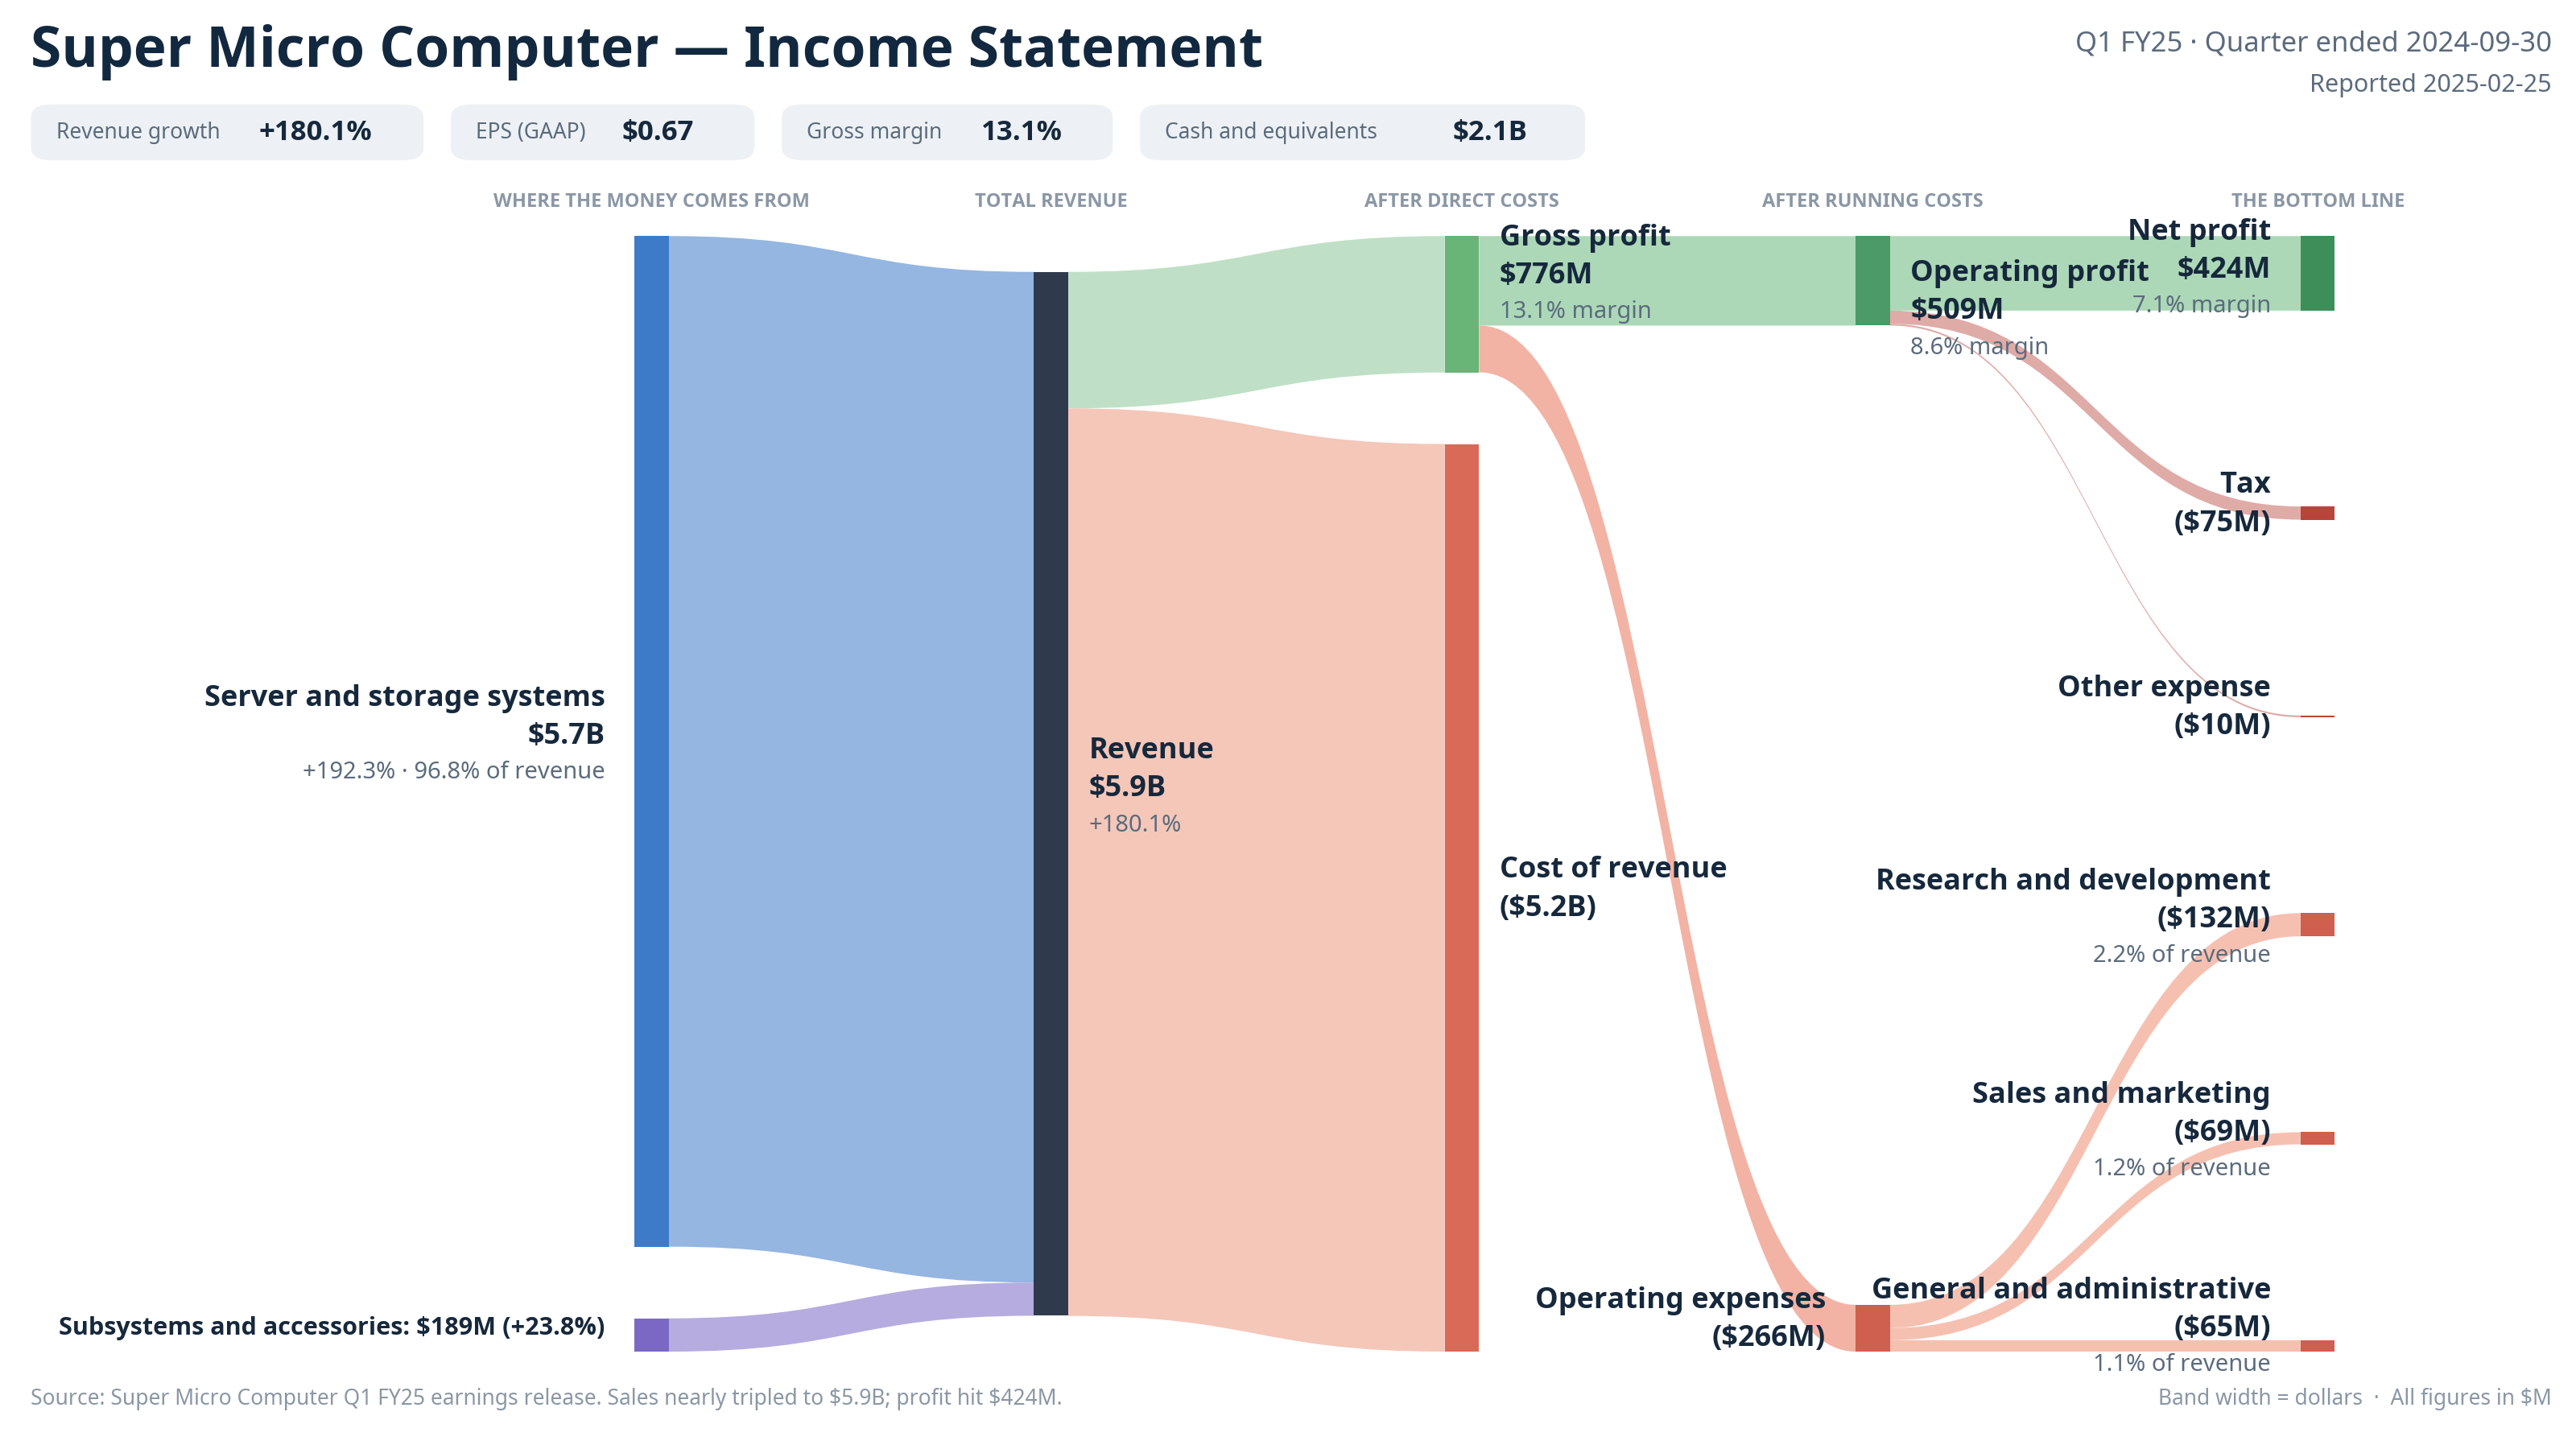 Super Micro Computer — Income Statement
Q1 FY25 · Quarter ended 2024-09-30
Reported 2025-02-25
Revenue growth +180.1%
EPS (GAAP) $0.67
Gross margin 13.1%
Cash and equivalents $2.1B
WHERE THE MONEY COMES FROM
TOTAL REVENUE
AFTER DIRECT COSTS
AFTER RUNNING COSTS
THE BOTTOM LINE
Server and storage systems
$5.7B
+192.3% · 96.8% of revenue
Subsystems and accessories: $189M (+23.8%)
Revenue
$5.9B
+180.1%
Gross profit
$776M
13.1% margin
Cost of revenue
($5.2B)
Operating profit
$509M
8.6% margin
Operating expenses
($266M)
Net profit
$424M
7.1% margin
Tax
($75M)
Other expense
($10M)
Research and development
($132M)
2.2% of revenue
Sales and marketing
($69M)
1.2% of revenue
General and administrative
($65M)
1.1% of revenue
Source: Super Micro Computer Q1 FY25 earnings release. Sales nearly tripled to $5.9B; profit hit $424M.
Band width = dollars · All figures in $M